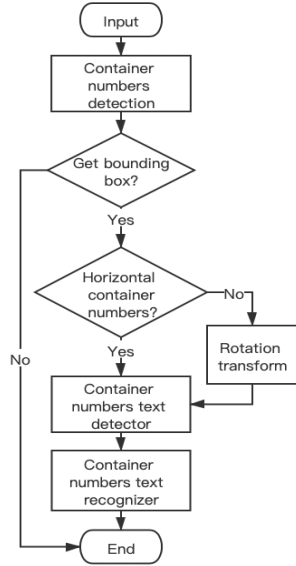 Input
Container
numbers
detection
Get bounding
box?
Yes
Horizontal
container
numbers?
No
Yes
No
Rotation
transform
Container
numbers text
detector
Container
numbers text
recognizer
End